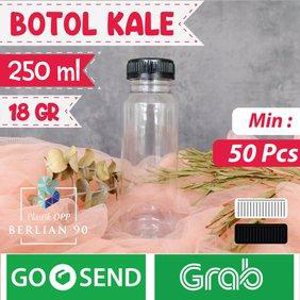 BOTOL KALE
250 ml
18 GR
Min :
50 Pcs
Plastik OPP
BERLIAN 90
GO SEND
Grab